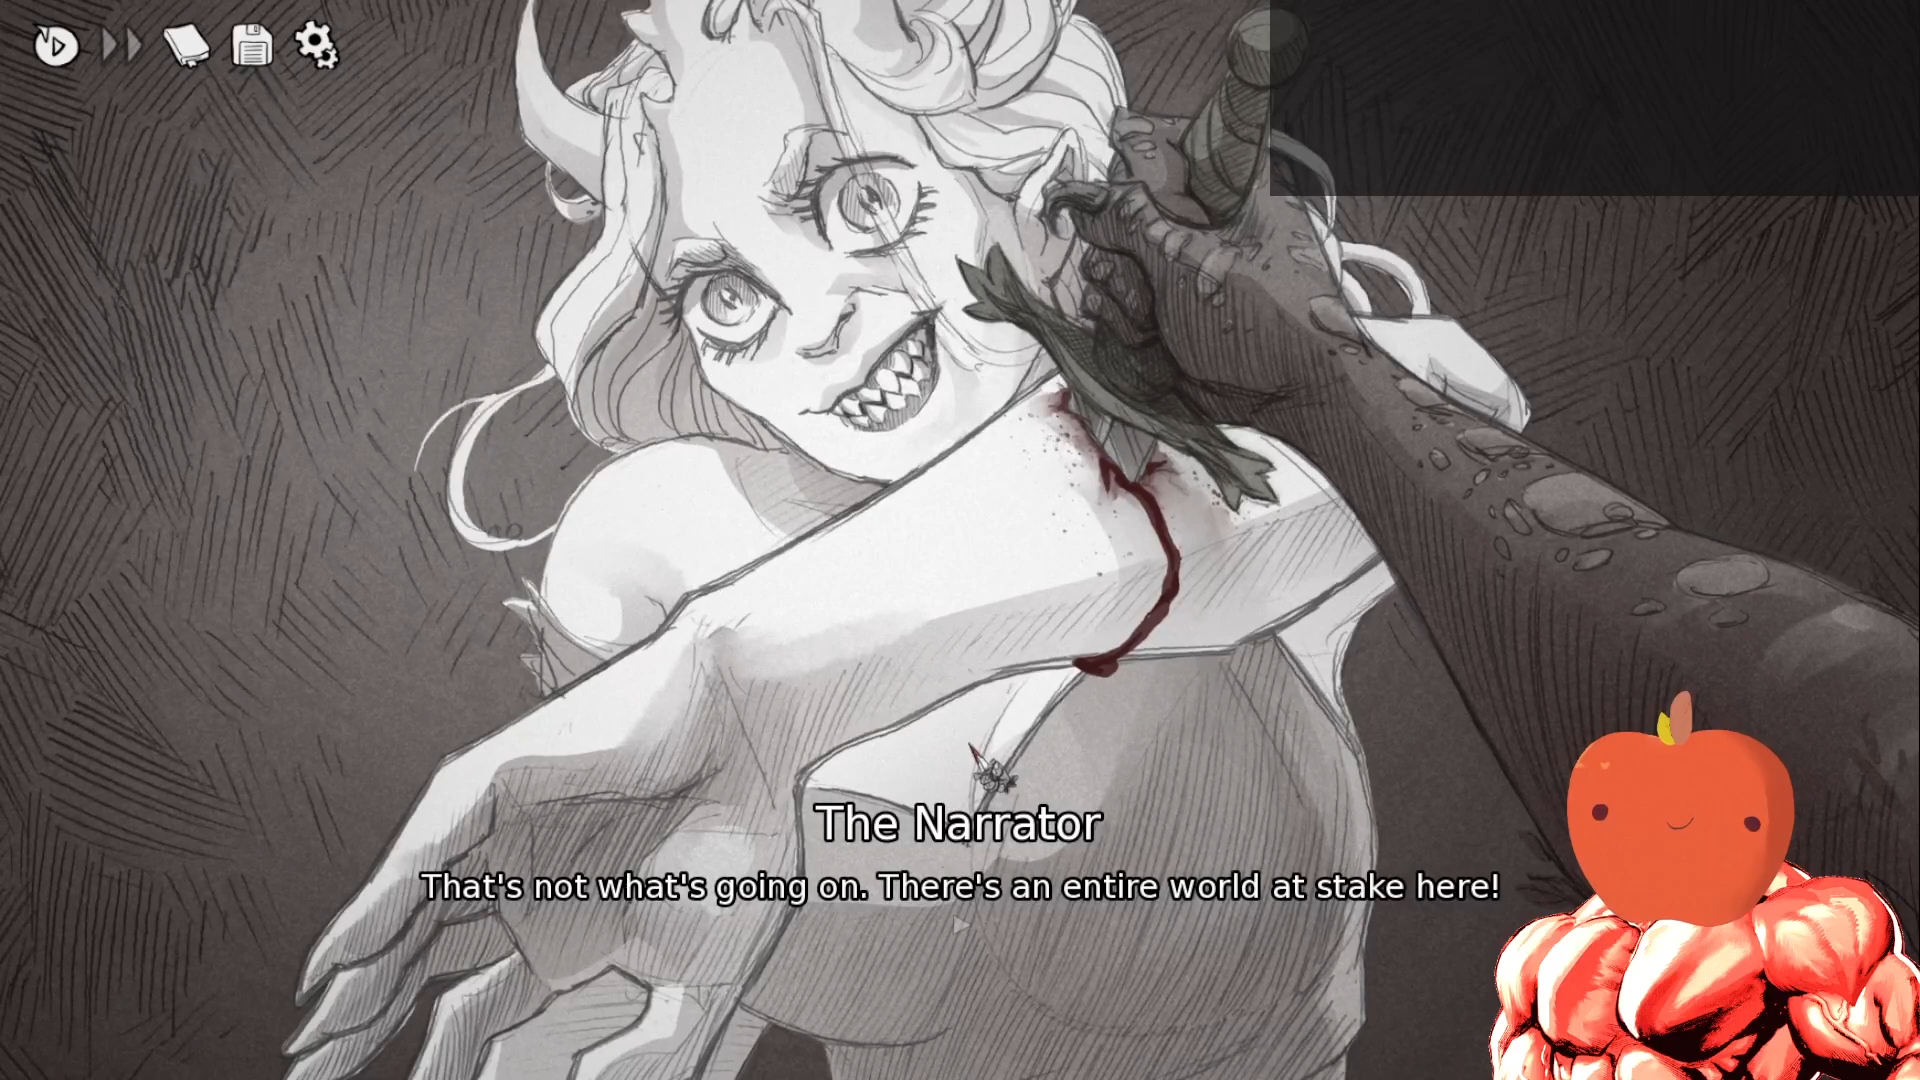 The Narrator
That's not what's going on. There's an entire world at stake here!